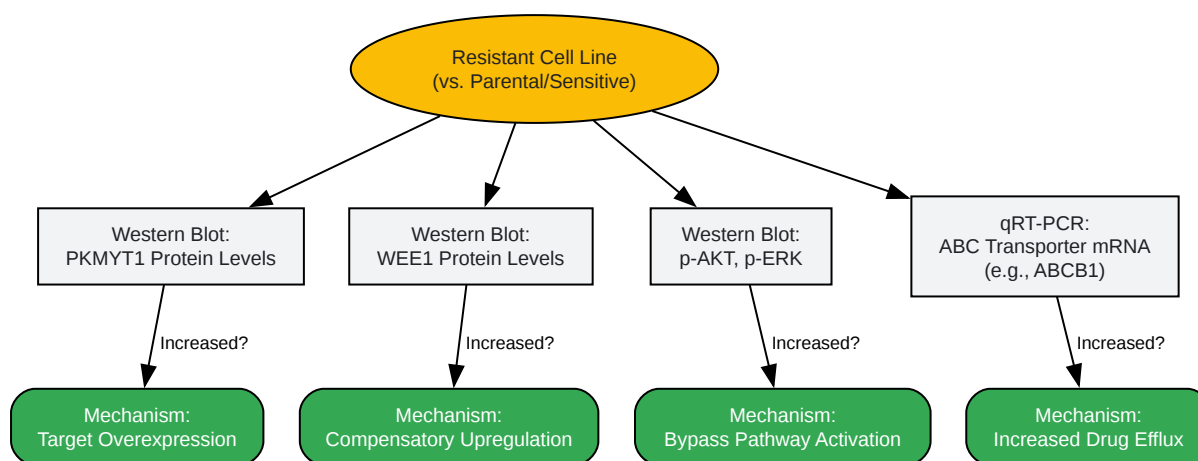 Resistant Cell Line
(vs. Parental/Sensitive)
Western Blot:
PKMYT1 Protein Levels
Western Blot:
WEE1 Protein Levels
Western Blot:
p-AKT, p-ERK
qRT-PCR:
ABC Transporter mRNA
(e.g., ABCB1)
Increased?
Increased?
Increased?
Increased?
Mechanism:
Target Overexpression
Mechanism:
Compensatory Upregulation
Mechanism:
Bypass Pathway Activation
Mechanism:
Increased Drug Efflux